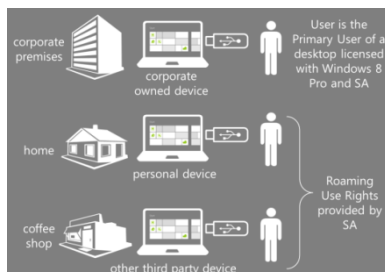 corporate
premises
corporate
owned device
User is the
Primary User of a
desktop licensed
with Windows 8
Pro and SA
home
personal device
Roaming
Use Rights
provided by
SA
coffee
shop
other third party device